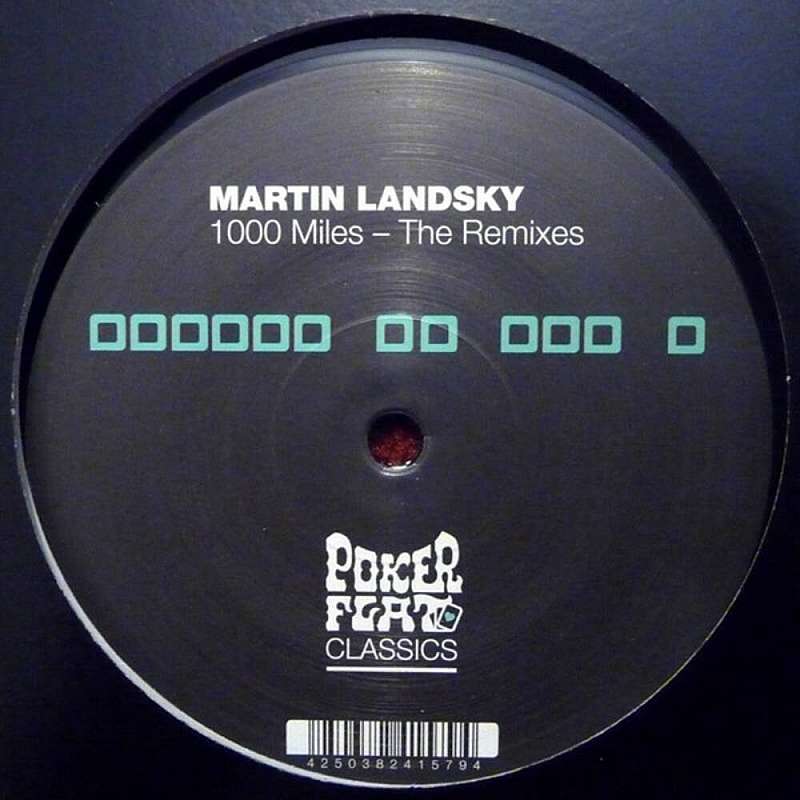 MARTIN LANDSKY
1000 Miles – The Remixes
POKER
FLAT
CLASSICS
4250382415794